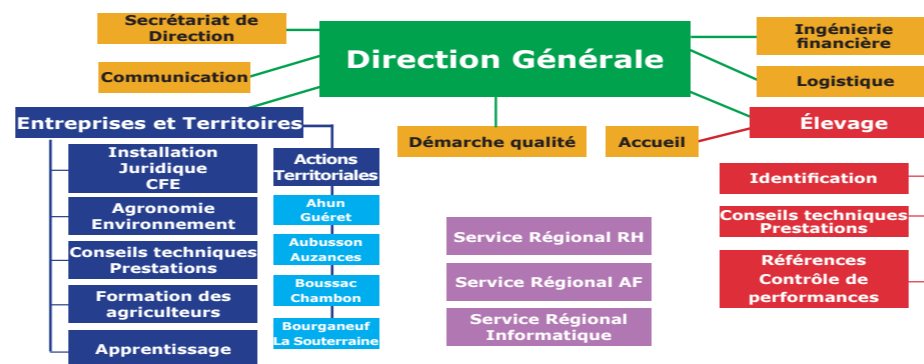 Secrétariat de
Direction
Communication
Direction Générale
Ingénierie
financière
Logistique
Entreprises et Territoires
Démarche qualité
Accueil
Élevage
Installation
Juridique
CFE
Agronomie
Environnement
Conseils techniques
Prestations
Formation des
agriculteurs
Apprentissage
Actions
Territoriales
Ahun
Guéret
Aubusson
Auzances
Boussac
Chambon
Bourganeuf
La Souterraine
Service Régional RH
Service Régional AF
Service Régional
Informatique
Identification
Conseils techniques
Prestations
Références
Contrôle de
performances